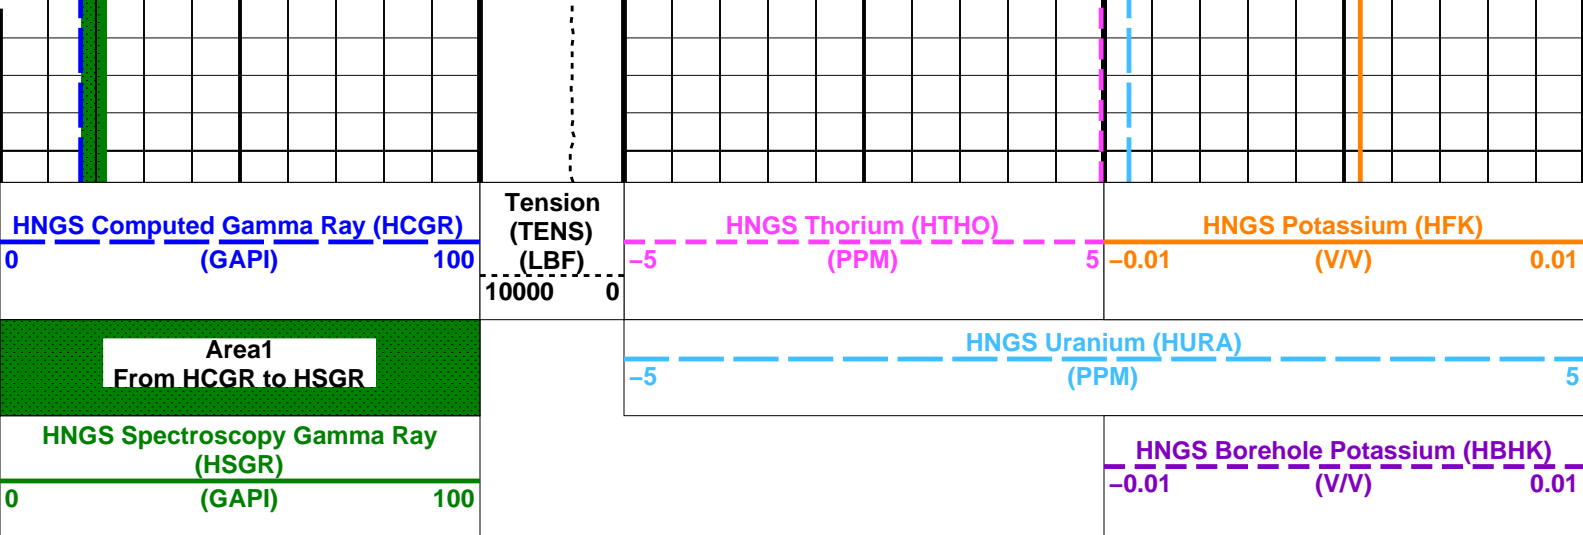 HNGS Computed Gamma Ray (HCGR)
0 (GAPI) 100
Tension
(TENS)
(LBF)
10000 0
HNGS Thorium (HTHO)
−5 (PPM) 5
HNGS Potassium (HFK)
−0.01 (V/V) 0.01
Area1
From HCGR to HSGR
HNGS Uranium (HURA)
−5 (PPM) 5
HNGS Spectroscopy Gamma Ray
(HSGR)
0 (GAPI) 100
HNGS Borehole Potassium (HBHK)
−0.01 (V/V) 0.01